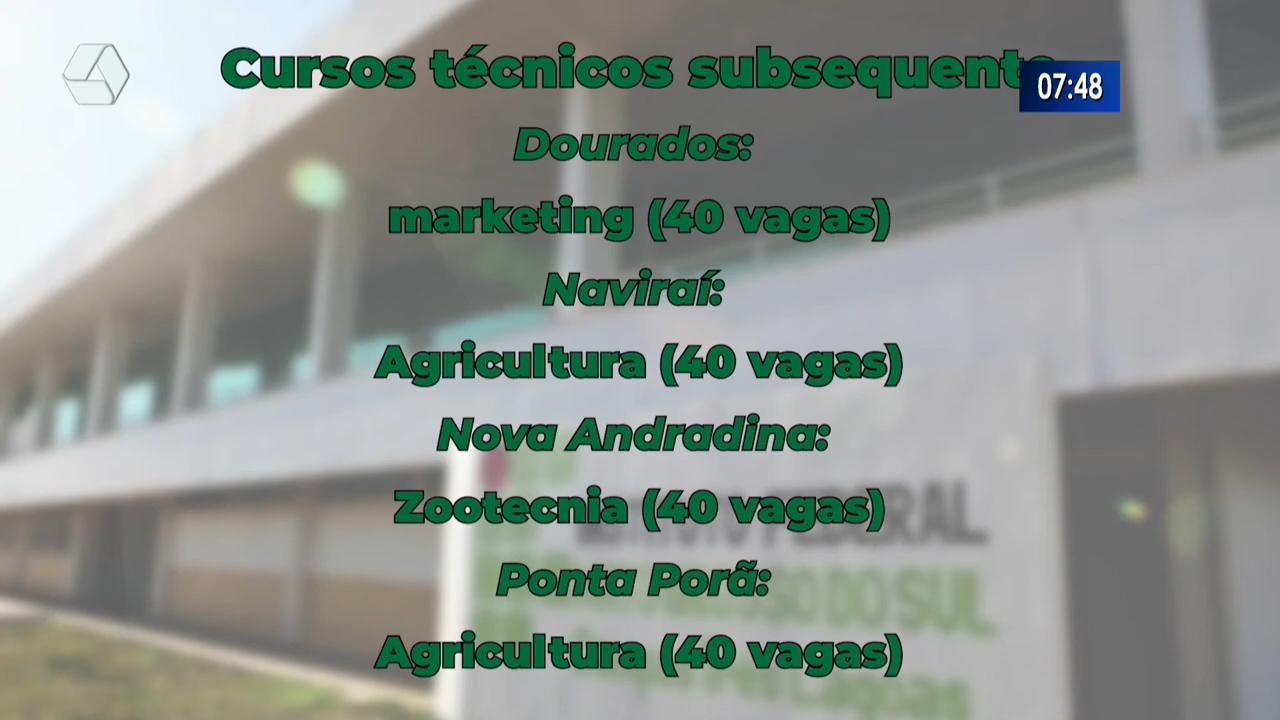 Cursos técnicos subsequente
07:48
Dourados:
marketing (40 vagas)
Naviraí:
Agricultura (40 vagas)
Nova Andradina:
Zootecnia (40 vagas)
Ponta Porã:
Agricultura (40 vagas)